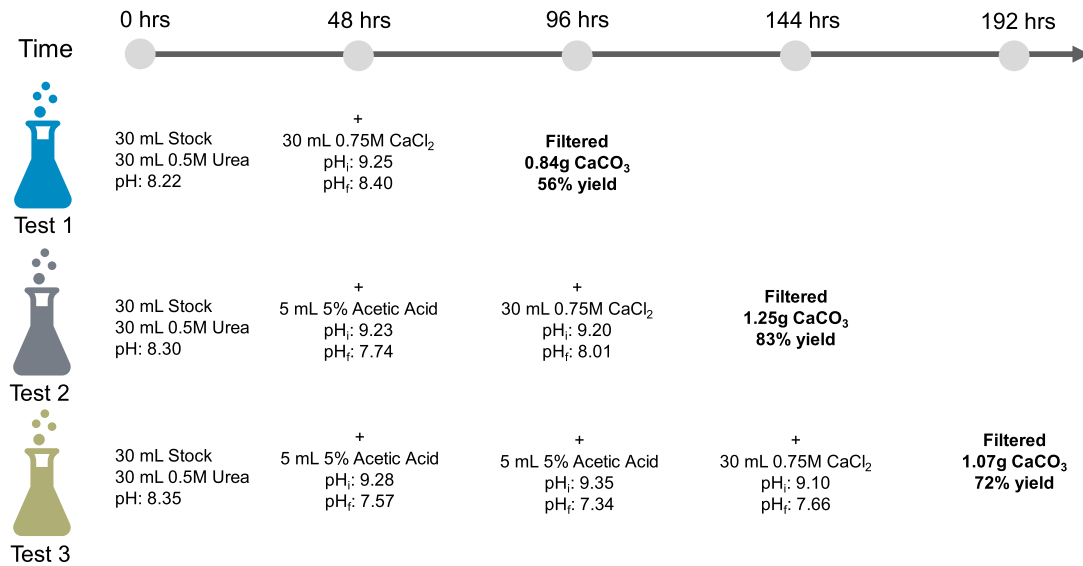 Time
0 hrs
48 hrs
96 hrs
144 hrs
192 hrs
Test 1
30 mL Stock
30 mL 0.5M Urea
pH: 8.22
+
30 mL 0.75M CaCl₂
pHᵢ: 9.25
pH_f: 8.40
Filtered
0.84g CaCO₃
56% yield
Test 2
30 mL Stock
30 mL 0.5M Urea
pH: 8.30
+
5 mL 5% Acetic Acid
pHᵢ: 9.23
pH_f: 7.74
+
30 mL 0.75M CaCl₂
pHᵢ: 9.20
pH_f: 8.01
Filtered
1.25g CaCO₃
83% yield
Test 3
30 mL Stock
30 mL 0.5M Urea
pH: 8.35
+
5 mL 5% Acetic Acid
pHᵢ: 9.28
pH_f: 7.57
+
5 mL 5% Acetic Acid
pHᵢ: 9.35
pH_f: 7.34
+
30 mL 0.75M CaCl₂
pHᵢ: 9.10
pH_f: 7.66
Filtered
1.07g CaCO₃
72% yield